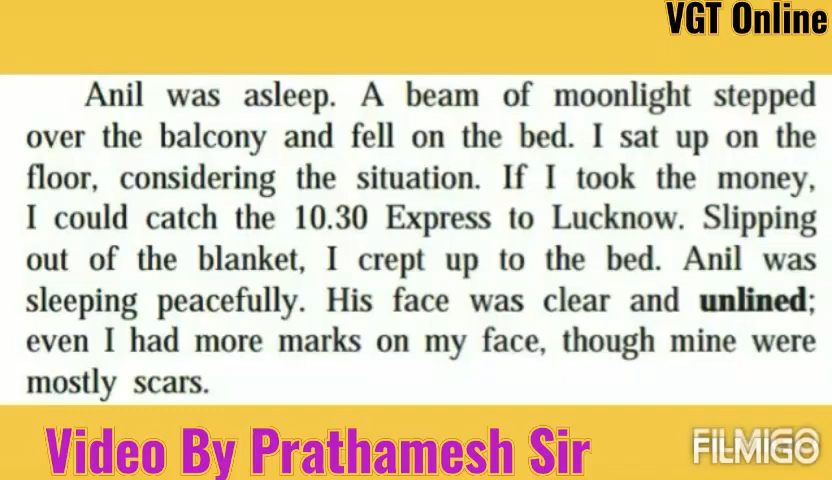 VGT Online
Anil was asleep. A beam of moonlight stepped
over the balcony and fell on the bed. I sat up on the
floor, considering the situation. If I took the money,
I could catch the 10.30 Express to Lucknow. Slipping
out of the blanket, I crept up to the bed. Anil was
sleeping peacefully. His face was clear and unlined;
even I had more marks on my face, though mine were
mostly scars.
Video By Prathamesh Sir
FILMIGO